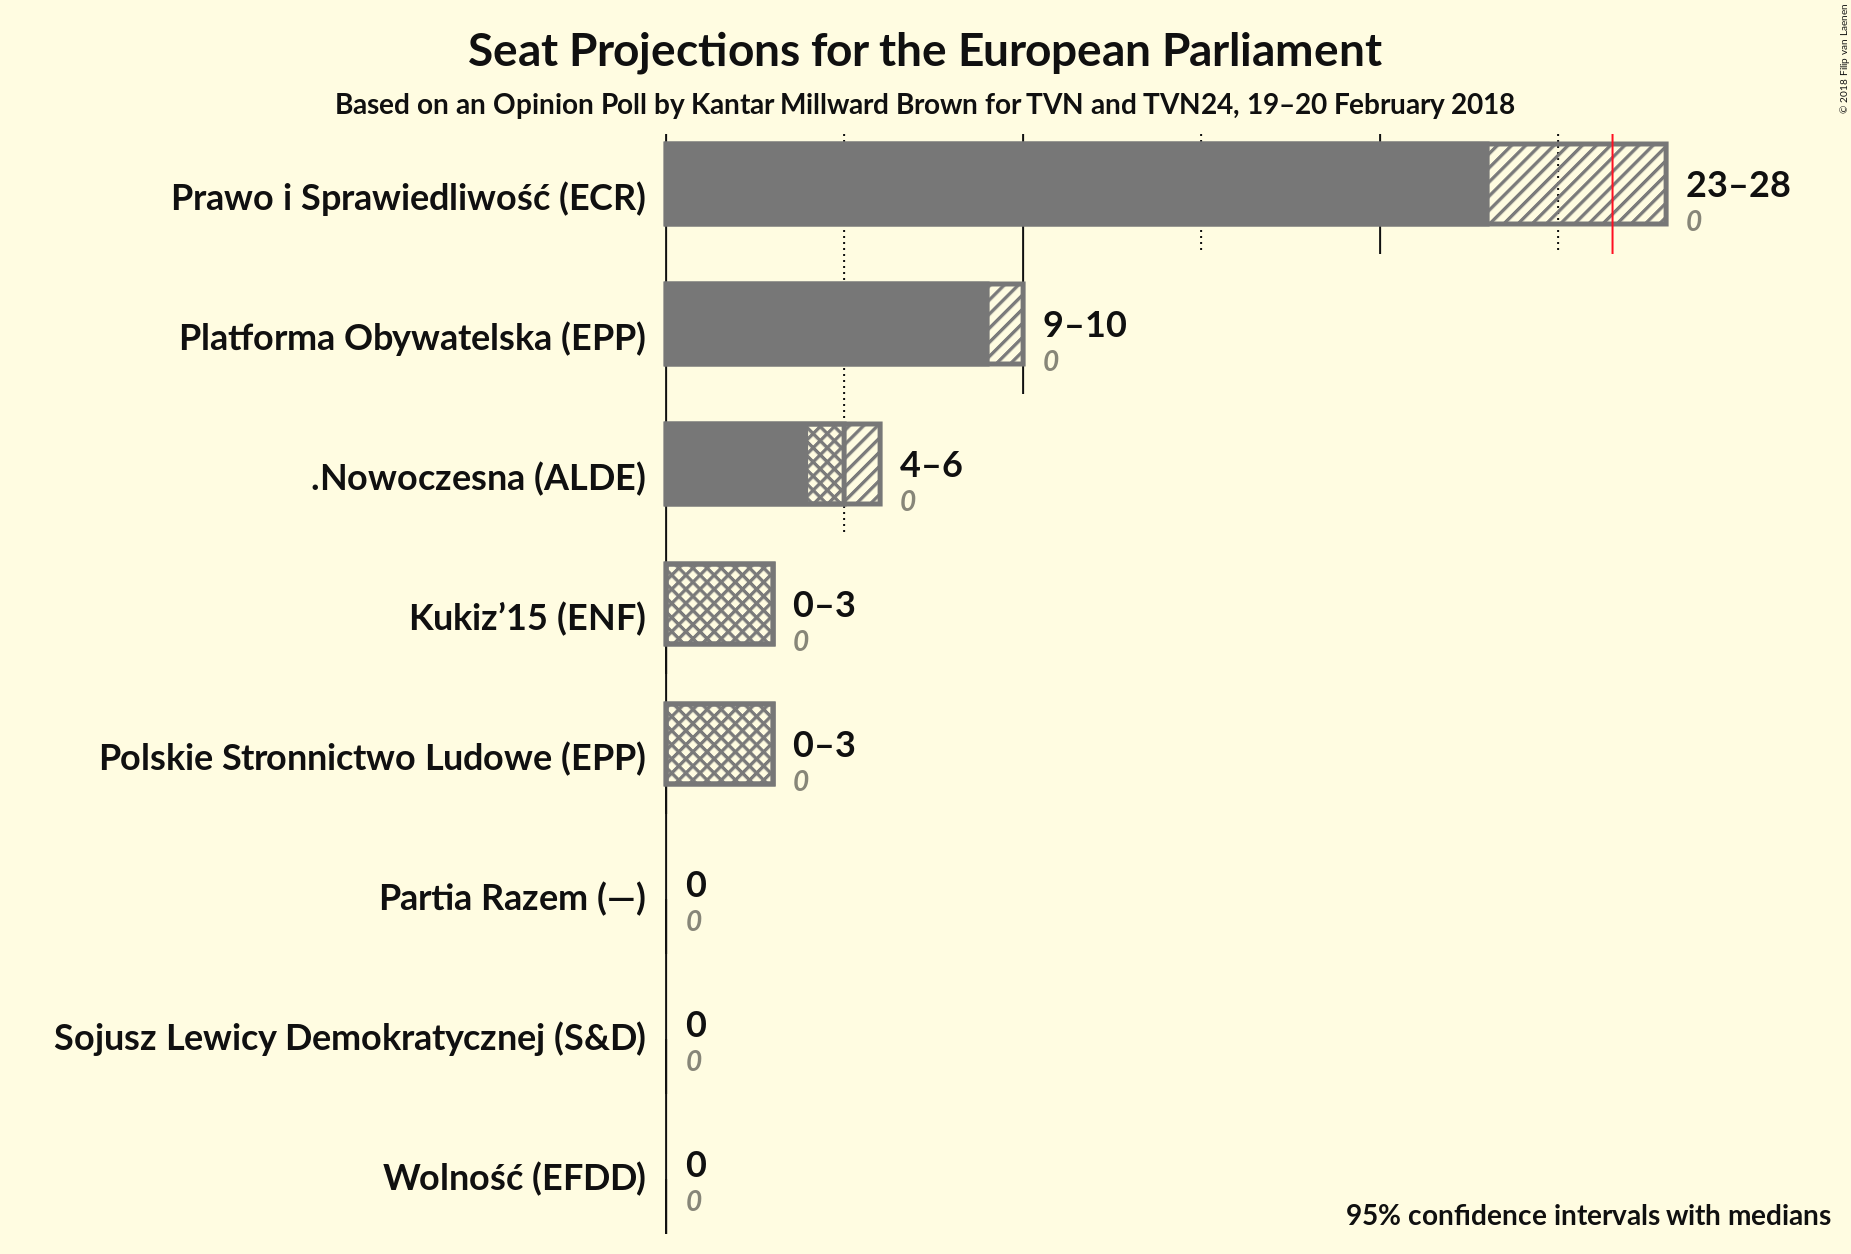 Seat Projections for the European Parliament
Based on an Opinion Poll by Kantar Millward Brown for TVN and TVN24, 19–20 February 2018
© 2018 Filip van Laenen
Prawo i Sprawiedliwość (ECR)
23–28
0
Platforma Obywatelska (EPP)
9–10
0
.Nowoczesna (ALDE)
4–6
0
Kukiz’15 (ENF)
0–3
0
Polskie Stronnictwo Ludowe (EPP)
0–3
0
Partia Razem (—)
0
0
Sojusz Lewicy Demokratycznej (S&D)
0
0
Wolność (EFDD)
0
0
95% confidence intervals with medians